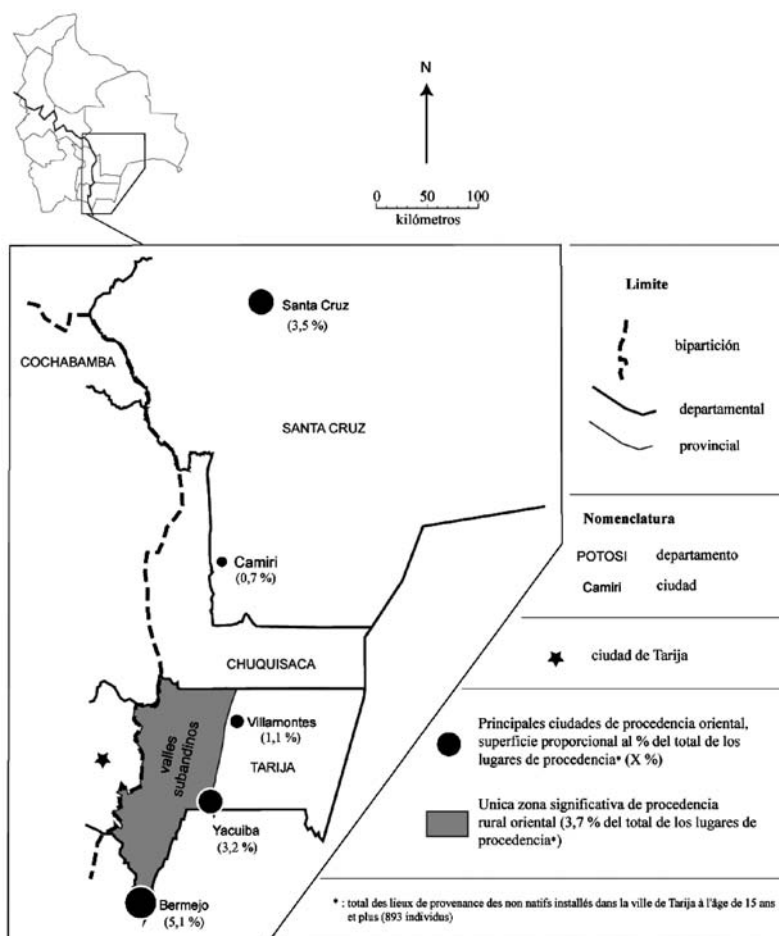 N
0 50 100
kilómetros
Santa Cruz
(3,5 %)
COCHABAMBA
SANTA CRUZ
Camiri
(0,7 %)
CHUQUISACA
valles
subandinos
Villamontes
(1,1 %)
TARIJA
Yacuiba
(3,2 %)
Bermejo
(5,1 %)
Limite
bipartición
departamental
provincial
Nomenclatura
POTOSI departamento
Camiri ciudad
ciudad de Tarija
Principales ciudades de procedencia oriental,
superficie proporcional al % del total de los
lugares de procedencia* (X %)
Unica zona significativa de procedencia
rural oriental (3,7 % del total de los lugares de
procedencia*)
* : total des lieux de provenance des non natifs installés dans la ville de Tarija à l'âge de 15 ans
et plus (893 individus)